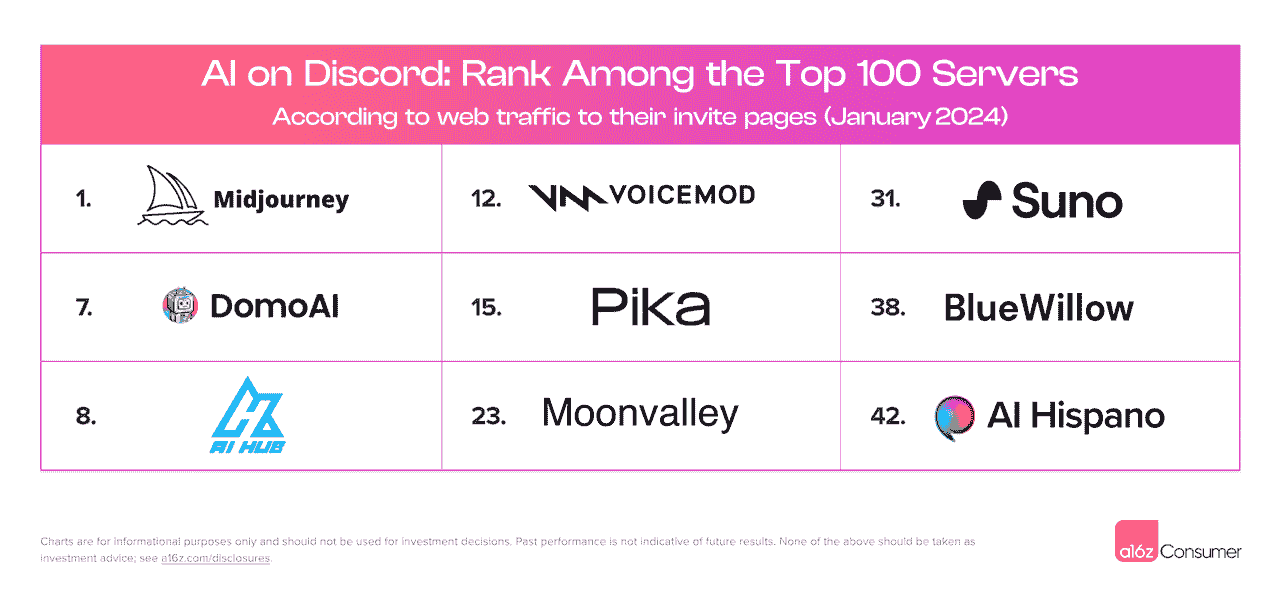 AI on Discord: Rank Among the Top 100 Servers
According to web traffic to their invite pages (January 2024)
1. Midjourney
12. VOICEMOD
31. Suno
7. DomoAI
15. Pika
38. BlueWillow
8. AI HUB
23. Moonvalley
42. AI Hispano
Charts are for informational purposes only and should not be used for investment decisions. Past performance is not indicative of future results. None of the above should be taken as
investment advice; see a16z.com/disclosures.
a16z Consumer